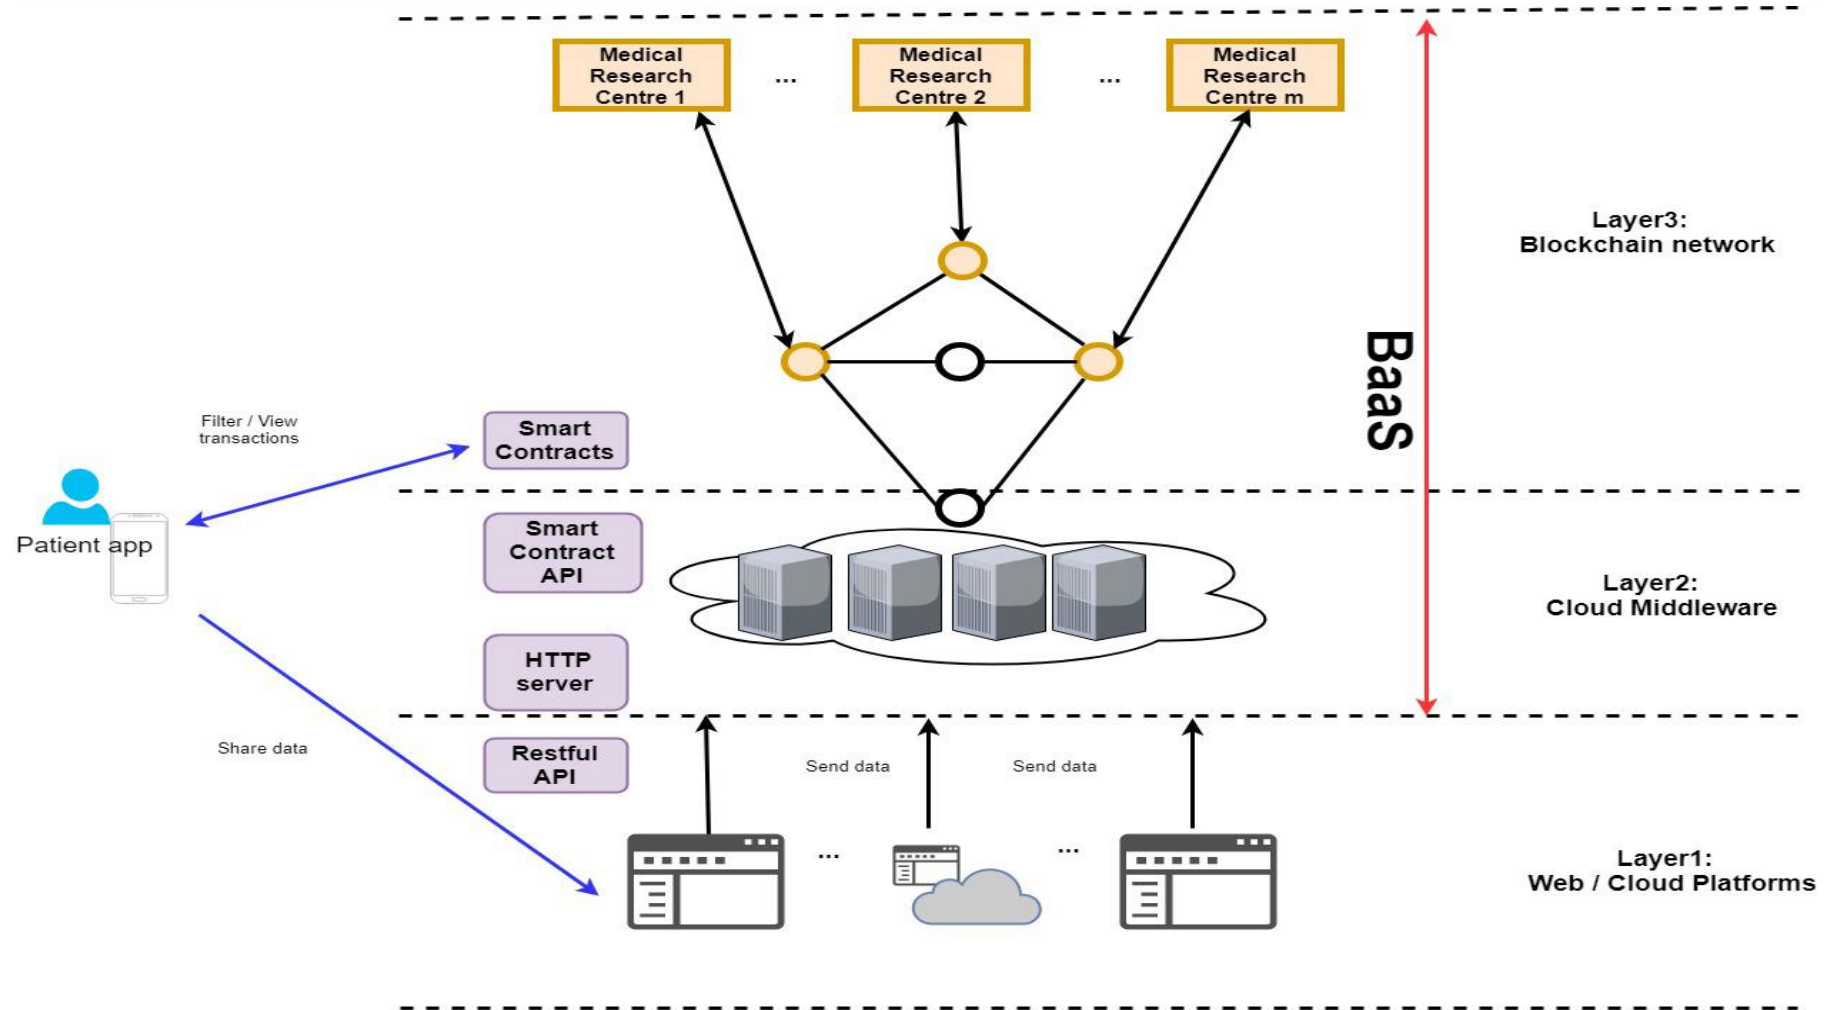 Medical
Research
Centre 1
...
Medical
Research
Centre 2
...
Medical
Research
Centre m
Layer3:
Blockchain network
BaaS
Filter / View
transactions
Smart
Contracts
Patient app
Smart
Contract
API
Layer2:
Cloud Middleware
HTTP
server
Share data
Restful
API
Send data
Send data
...
...
Layer1:
Web / Cloud Platforms